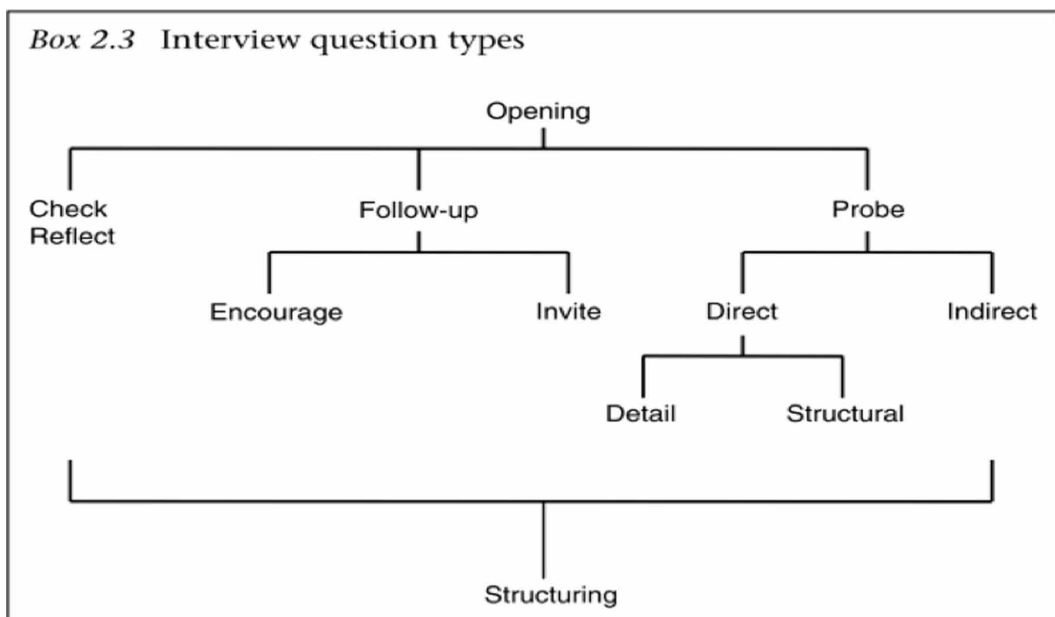 Box 2.3 Interview question types
Opening
Check
Reflect
Follow-up
Probe
Encourage
Invite
Direct
Indirect
Detail
Structural
Structuring